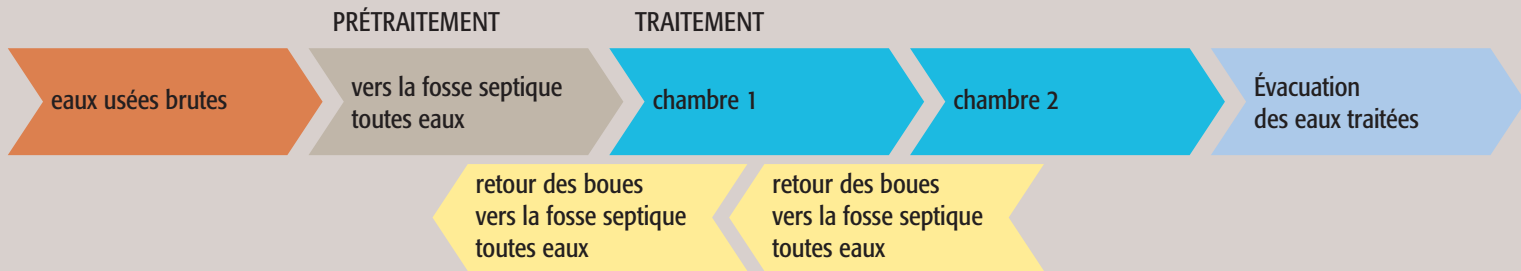 PRÉTRAITEMENT
TRAITEMENT
eaux usées brutes
vers la fosse septique
toutes eaux
chambre 1
chambre 2
Évacuation
des eaux traitées
retour des boues
vers la fosse septique
toutes eaux
retour des boues
vers la fosse septique
toutes eaux